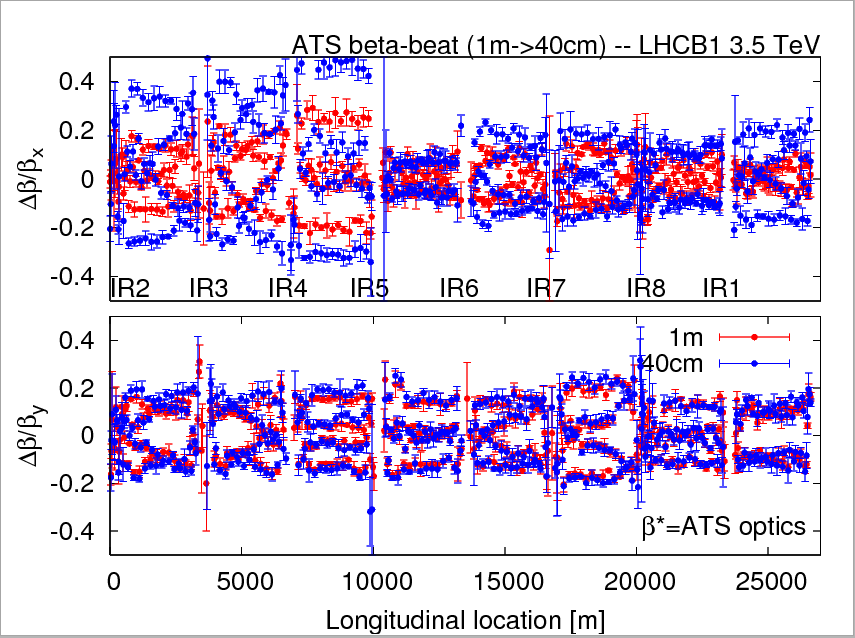 ATS beta-beat (1m->40cm) -- LHCB1 3.5 TeV
0.4
0.2
0
-0.2
-0.4
Δβ/βx
IR2 IR3 IR4 IR5 IR6 IR7 IR8 IR1
0.4
0.2
0
-0.2
-0.4
Δβ/βy
1m
40cm
β*=ATS optics
0 5000 10000 15000 20000 25000
Longitudinal location [m]